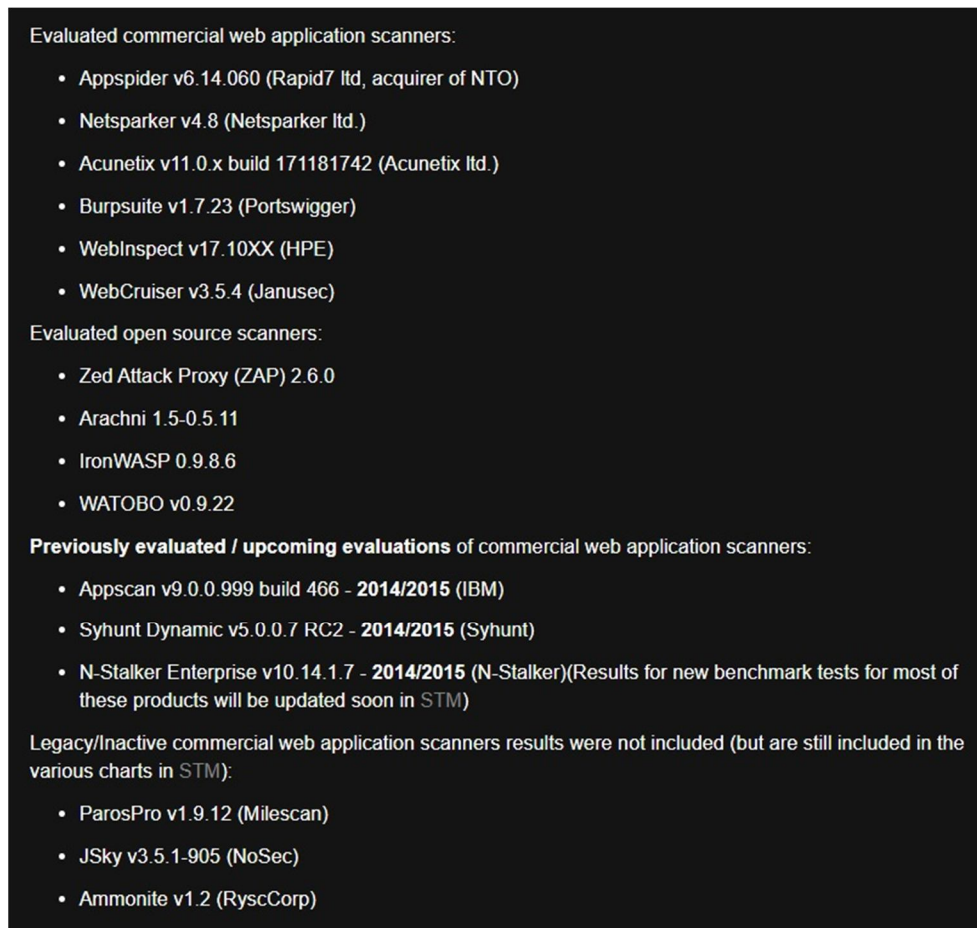 Evaluated commercial web application scanners:
• Appspider v6.14.060 (Rapid7 ltd, acquirer of NTO)
• Netsparker v4.8 (Netsparker ltd.)
• Acunetix v11.0.x build 171181742 (Acunetix ltd.)
• Burpsuite v1.7.23 (Portswigger)
• WebInspect v17.10XX (HPE)
• WebCruiser v3.5.4 (Janusec)
Evaluated open source scanners:
• Zed Attack Proxy (ZAP) 2.6.0
• Arachni 1.5-0.5.11
• IronWASP 0.9.8.6
• WATOBO v0.9.22
Previously evaluated / upcoming evaluations of commercial web application scanners:
• Appscan v9.0.0.999 build 466 - 2014/2015 (IBM)
• Syhunt Dynamic v5.0.0.7 RC2 - 2014/2015 (Syhunt)
• N-Stalker Enterprise v10.14.1.7 - 2014/2015 (N-Stalker)(Results for new benchmark tests for most of
these products will be updated soon in STM)
Legacy/Inactive commercial web application scanners results were not included (but are still included in the
various charts in STM):
• ParosPro v1.9.12 (Milescan)
• JSky v3.5.1-905 (NoSec)
• Ammonite v1.2 (RyscCorp)